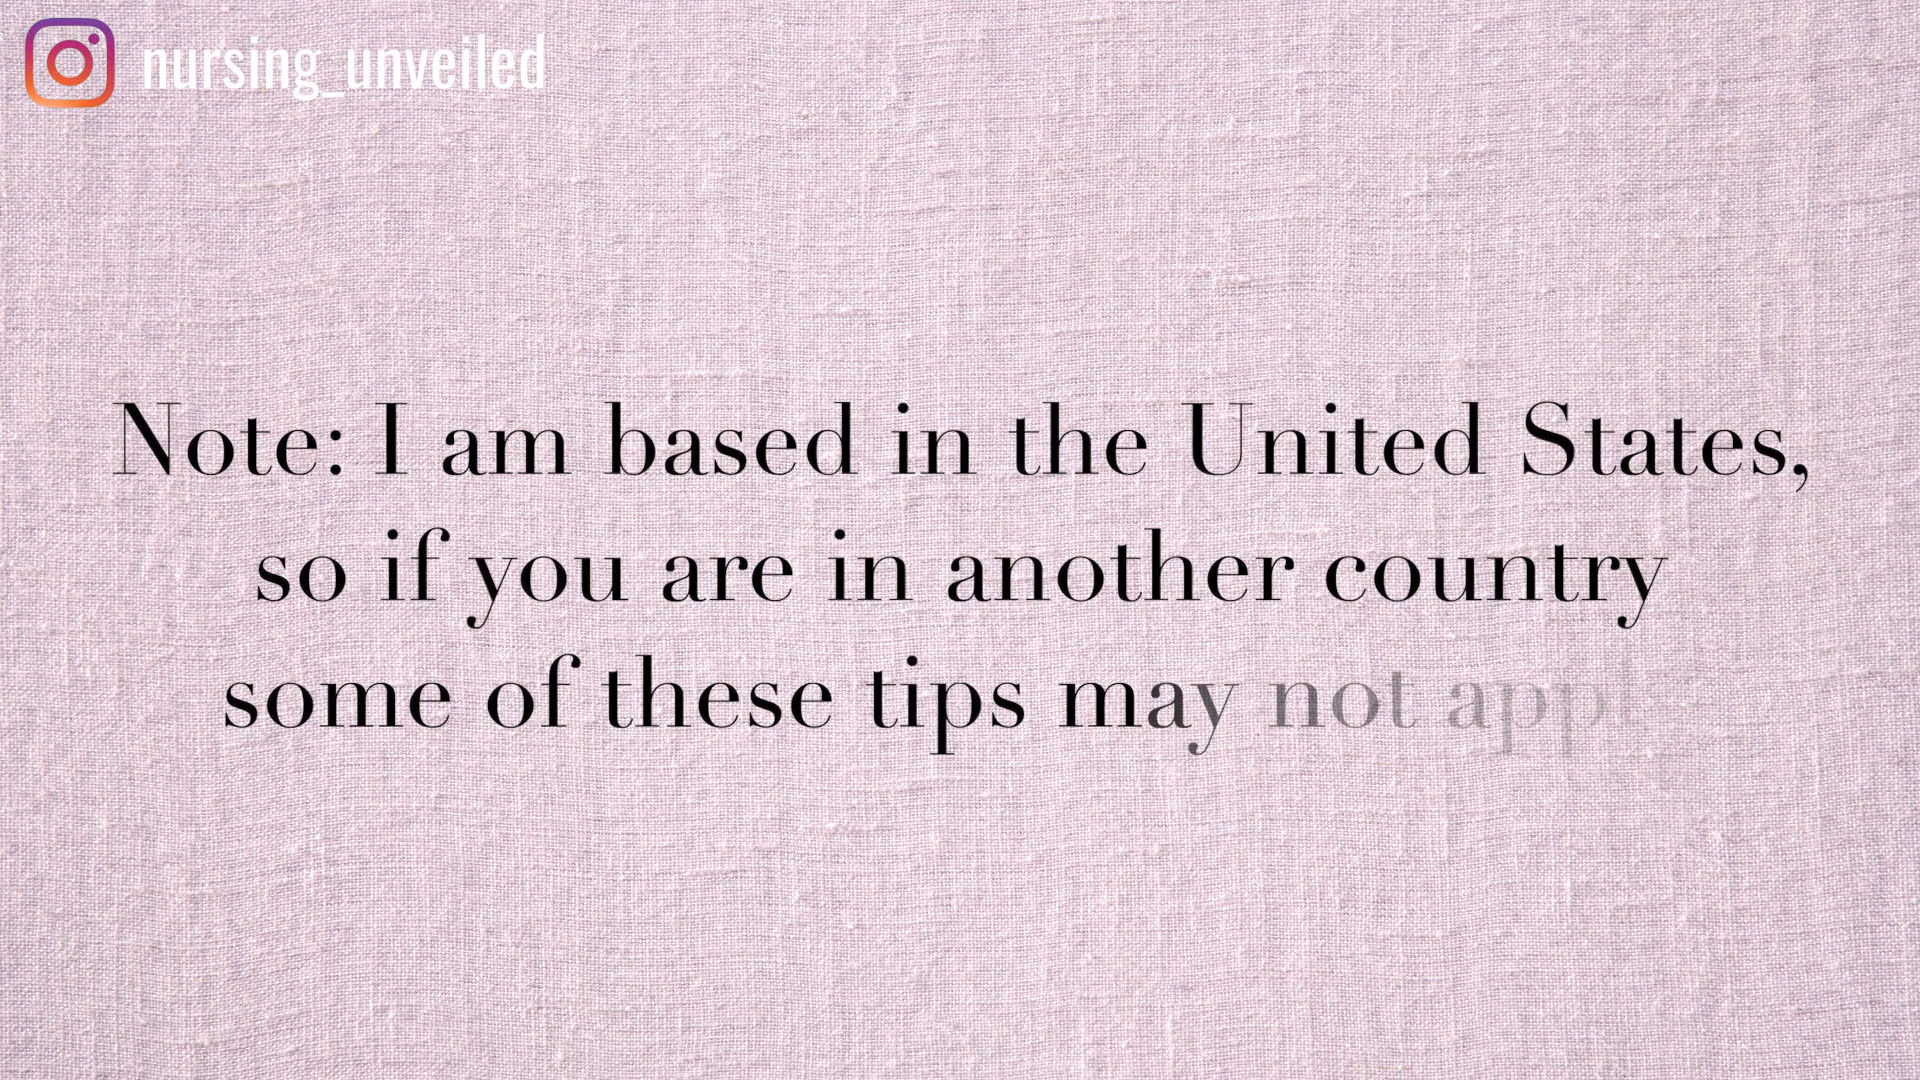 nursing_unveiled
Note: I am based in the United States,
so if you are in another country
some of these tips may not appl